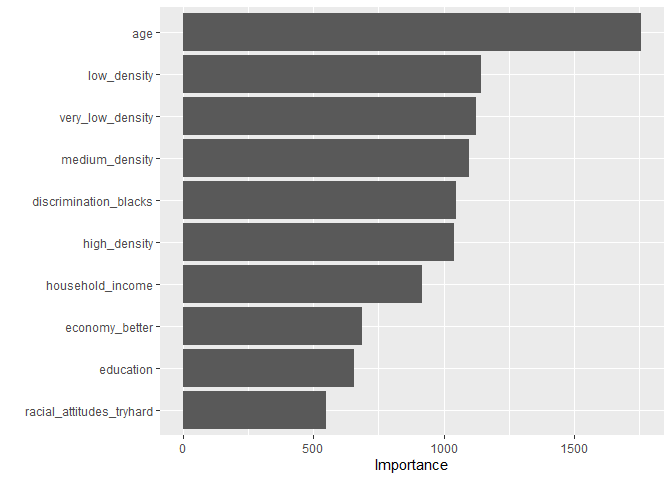 age
low_density
very_low_density
medium_density
discrimination_blacks
high_density
household_income
economy_better
education
racial_attitudes_tryhard
0 500 1000 1500
Importance